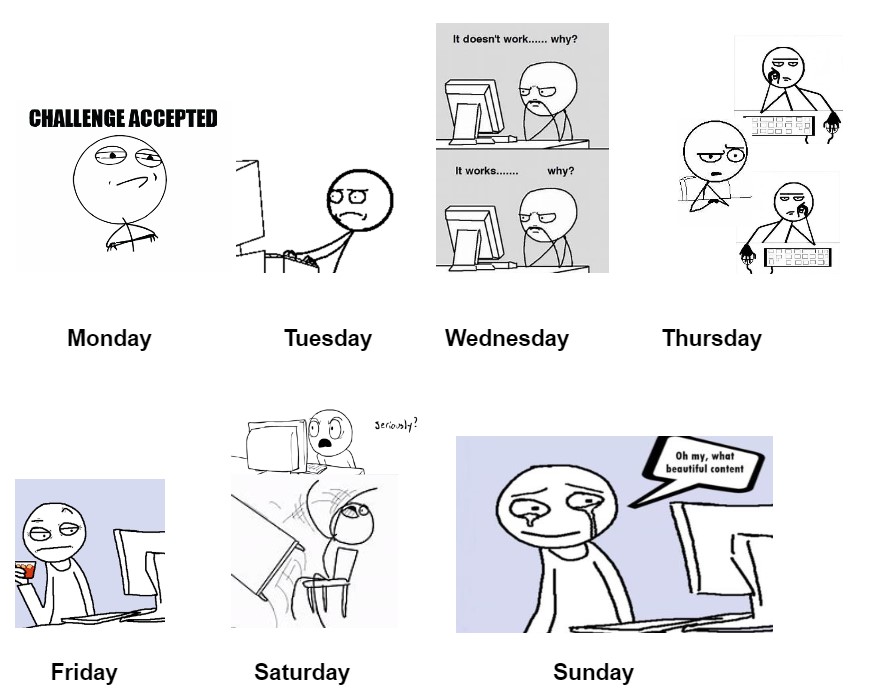 CHALLENGE ACCEPTED
It doesn't work...... why?
It works....... why?
Monday
Tuesday
Wednesday
Thursday
seriously?
Oh my, what
beautiful content
Friday
Saturday
Sunday